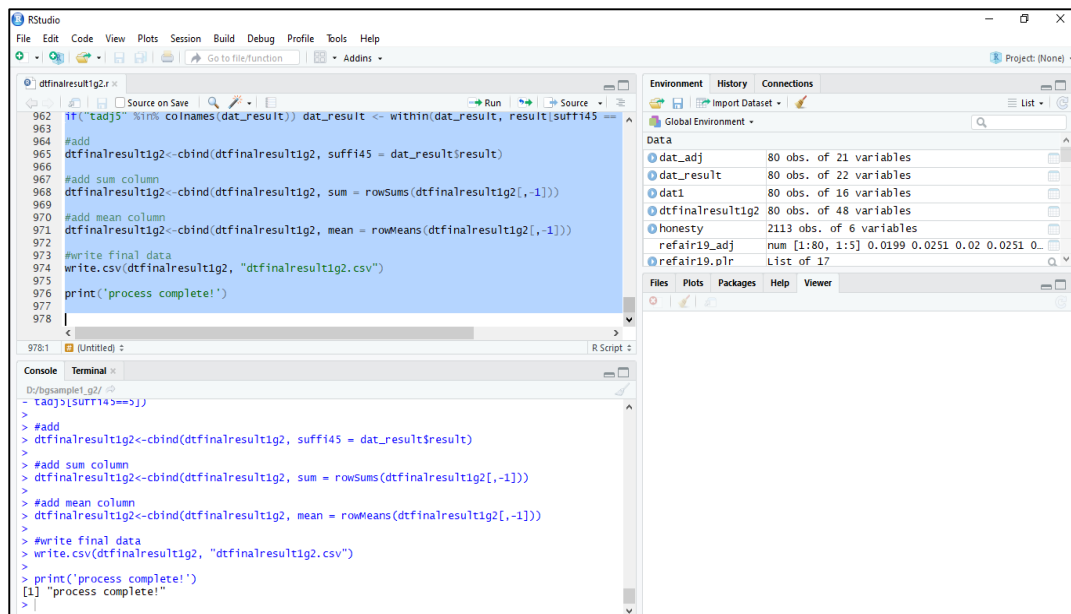 RStudio
File Edit Code View Plots Session Build Debug Profile Tools Help
Go to file/function Addins Project: (None)
dtfinalresult1g2.r
Source on Save Run Source
962 if("tadj5" %in% colnames(dat_result)) dat_result <- within(dat_result, result[suffi45 ==
963
964 #add
965 dtfinalresult1g2<-cbind(dtfinalresult1g2, suffi45 = dat_result$result)
966
967 #add sum column
968 dtfinalresult1g2<-cbind(dtfinalresult1g2, sum = rowSums(dtfinalresult1g2[,-1]))
969
970 #add mean column
971 dtfinalresult1g2<-cbind(dtfinalresult1g2, mean = rowMeans(dtfinalresult1g2[,-1]))
972
973 #write final data
974 write.csv(dtfinalresult1g2, "dtfinalresult1g2.csv")
975
976 print('process complete!')
977
978
978:1 (Untitled) R Script
Console Terminal
D:/bgsample1_g2/
- tadj5[suffi45==5])
>
> #add
> dtfinalresult1g2<-cbind(dtfinalresult1g2, suffi45 = dat_result$result)
>
> #add sum column
> dtfinalresult1g2<-cbind(dtfinalresult1g2, sum = rowSums(dtfinalresult1g2[,-1]))
>
> #add mean column
> dtfinalresult1g2<-cbind(dtfinalresult1g2, mean = rowMeans(dtfinalresult1g2[,-1]))
>
> #write final data
> write.csv(dtfinalresult1g2, "dtfinalresult1g2.csv")
>
> print('process complete!')
[1] "process complete!"
>
Environment History Connections
Import Dataset List
Global Environment
Data
dat_adj 80 obs. of 21 variables
dat_result 80 obs. of 22 variables
dat1 80 obs. of 16 variables
dtfinalresult1g2 80 obs. of 48 variables
honesty 2113 obs. of 6 variables
refair19_adj num [1:80, 1:5] 0.0199 0.0251 0.02 0.0251 0…
refair19.plr List of 17
Files Plots Packages Help Viewer